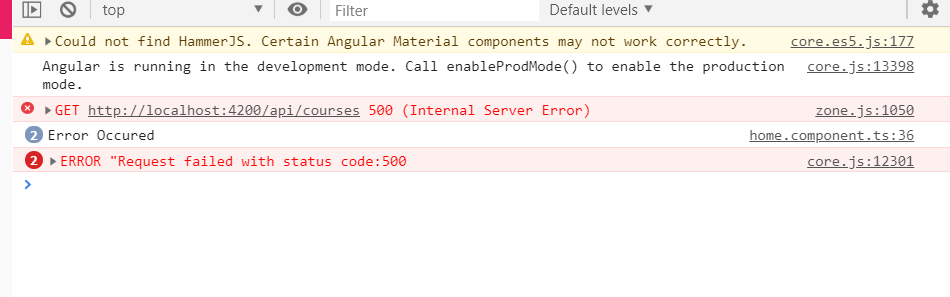 top Filter Default levels
Could not find HammerJS. Certain Angular Material components may not work correctly. core.es5.js:177
Angular is running in the development mode. Call enableProdMode() to enable the production core.js:13398
mode.
GET http://localhost:4200/api/courses 500 (Internal Server Error) zone.js:1050
2 Error Occured home.component.ts:36
2 ERROR "Request failed with status code:500 core.js:12301